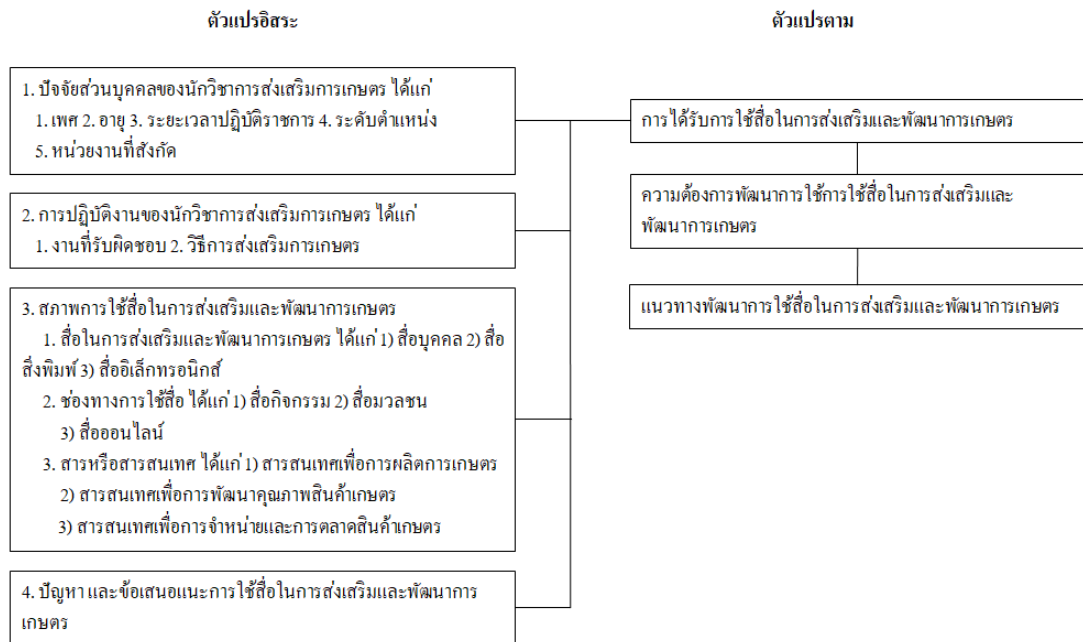 ตัวแปรอิสระ
ตัวแปรตาม
1. ปัจจัยส่วนบุคคลของนักวิชาการส่งเสริมการเกษตร ได้แก่
1. เพศ 2. อายุ 3. ระยะเวลาปฏิบัติราชการ 4. ระดับตำแหน่ง
5. หน่วยงานที่สังกัด
2. การปฏิบัติงานของนักวิชาการส่งเสริมการเกษตร ได้แก่
1. งานที่รับผิดชอบ 2. วิธีการส่งเสริมการเกษตร
3. สภาพการใช้สื่อในการส่งเสริมและพัฒนาการเกษตร
1. สื่อในการส่งเสริมและพัฒนาการเกษตร ได้แก่ 1) สื่อบุคคล 2) สื่อ
สิ่งพิมพ์ 3) สื่ออิเล็กทรอนิกส์
2. ช่องทางการใช้สื่อ ได้แก่ 1) สื่อกิจกรรม 2) สื่อมวลชน
3) สื่อออนไลน์
3. สารหรือสารสนเทศ ได้แก่ 1) สารสนเทศเพื่อการผลิตการเกษตร
2) สารสนเทศเพื่อการพัฒนาคุณภาพสินค้าเกษตร
3) สารสนเทศเพื่อการจำหน่ายและการตลาดสินค้าเกษตร
4. ปัญหา และข้อเสนอแนะการใช้สื่อในการส่งเสริมและพัฒนาการ
เกษตร
การได้รับการใช้สื่อในการส่งเสริมและพัฒนาการเกษตร
ความต้องการพัฒนาการใช้การใช้สื่อในการส่งเสริมและ
พัฒนาการเกษตร
แนวทางพัฒนาการใช้สื่อในการส่งเสริมและพัฒนาการเกษตร